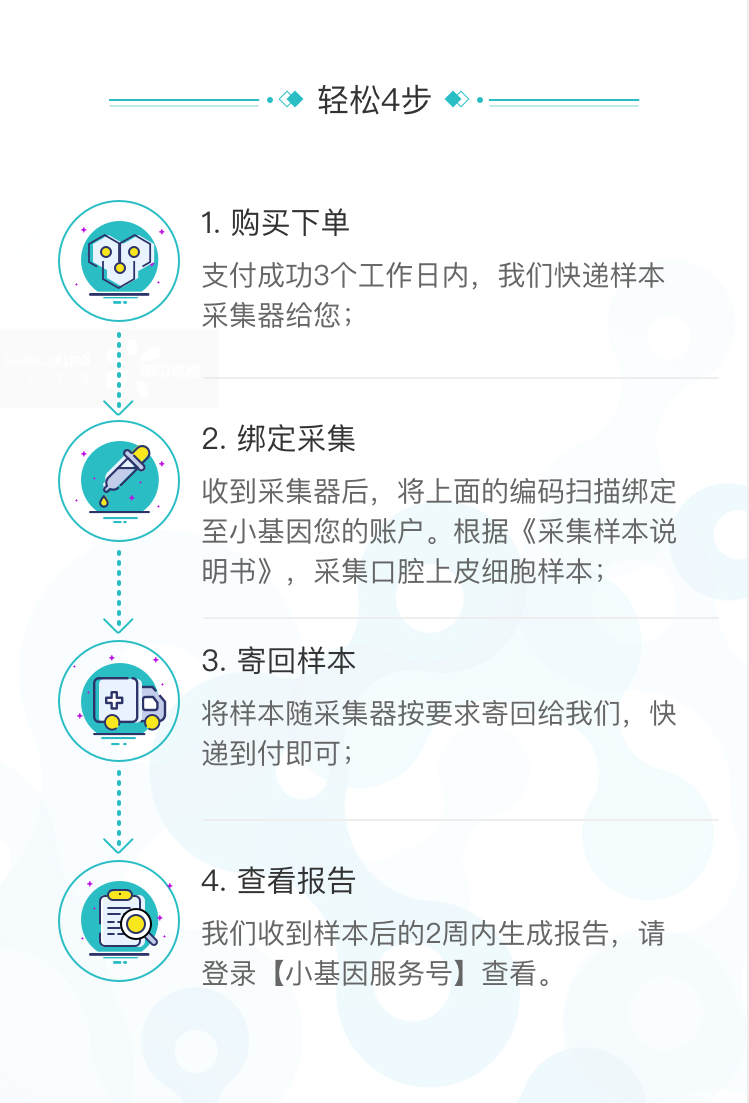 轻松4步
1. 购买下单
支付成功3个工作日内，我们快递样本
采集器给您；
2. 绑定采集
收到采集器后，将上面的编码扫描绑定
至小基因您的账户。根据《采集样本说
明书》，采集口腔上皮细胞样本；
3. 寄回样本
将样本随采集器按要求寄回给我们，快
递到付即可；
4. 查看报告
我们收到样本后的2周内生成报告，请
登录【小基因服务号】查看。